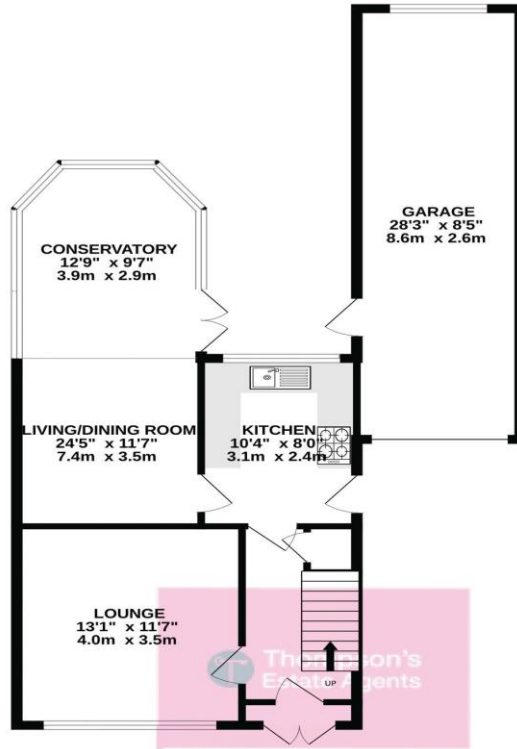 GARAGE
28'3" x 8'5"
8.6m x 2.6m
CONSERVATORY
12'9" x 9'7"
3.9m x 2.9m
LIVING/DINING ROOM
24'5" x 11'7"
7.4m x 3.5m
KITCHEN
10'4" x 8'0"
3.1m x 2.4m
LOUNGE
13'1" x 11'7"
4.0m x 3.5m
Thompson's
Estate Agents
UP